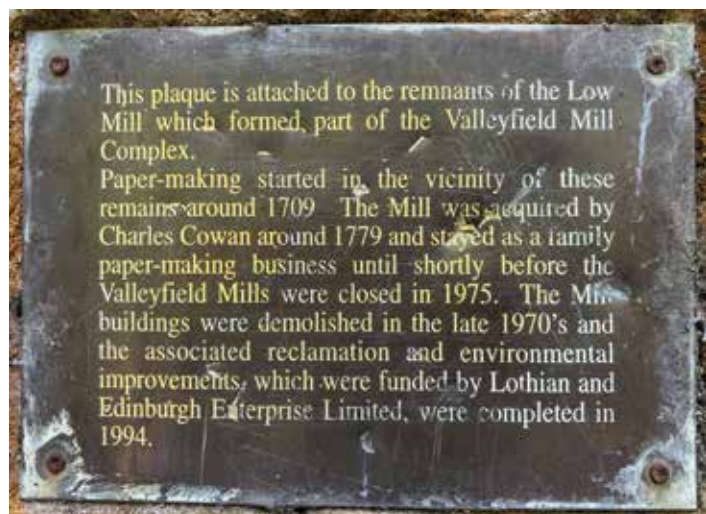 This plaque is attached to the remnants of the Low
Mill which formed part of the Valleyfield Mill
Complex.
Paper-making started in the vicinity of these
remains around 1709 The Mill was acquired by
Charles Cowan around 1779 and stayed as a family
paper-making business until shortly before the
Valleyfield Mills were closed in 1975. The Mill
buildings were demolished in the late 1970's and
the associated reclamation and environmental
improvements, which were funded by Lothian and
Edinburgh Enterprise Limited, were completed in
1994.